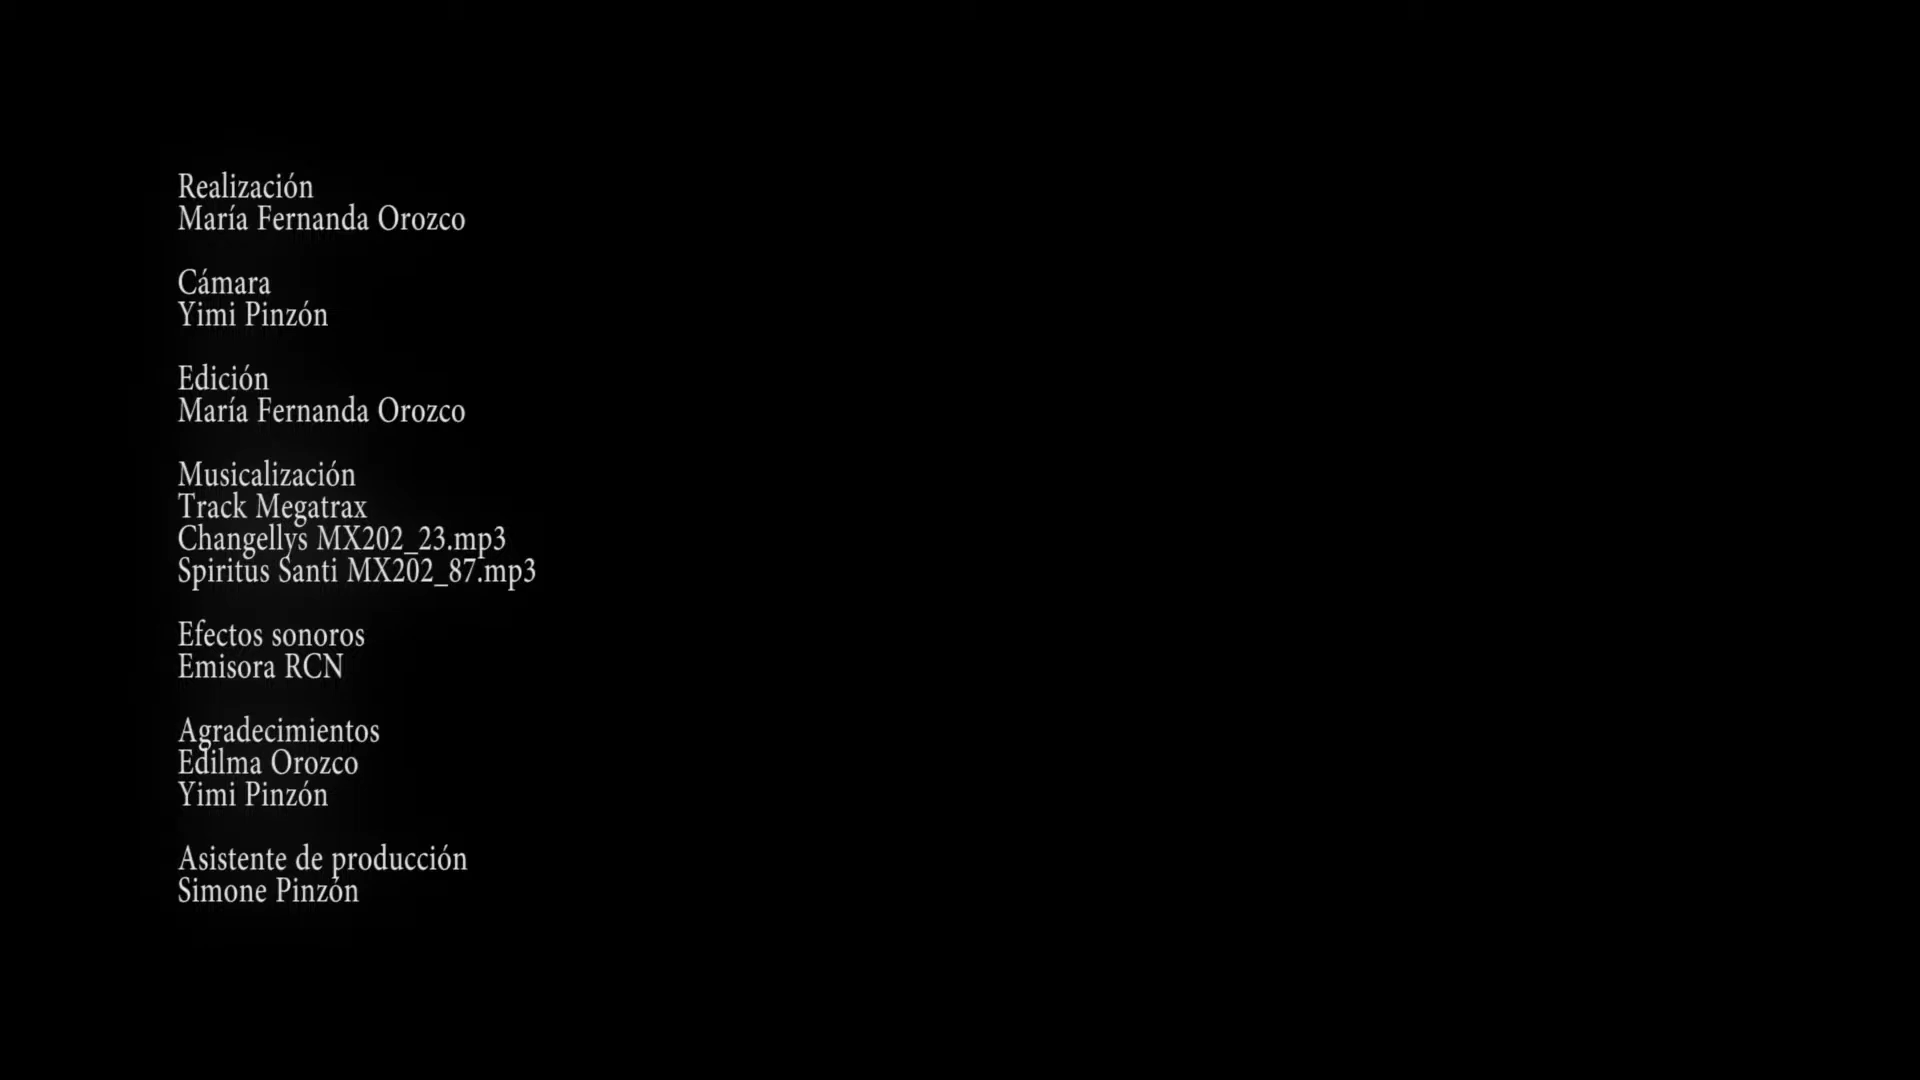 Realización
María Fernanda Orozco
Cámara
Yimi Pinzón
Edición
María Fernanda Orozco
Musicalización
Track Megatrax
Changellys MX202_23.mp3
Spiritus Santi MX202_87.mp3
Efectos sonoros
Emisora RCN
Agradecimientos
Edilma Orozco
Yimi Pinzón
Asistente de producción
Simone Pinzón